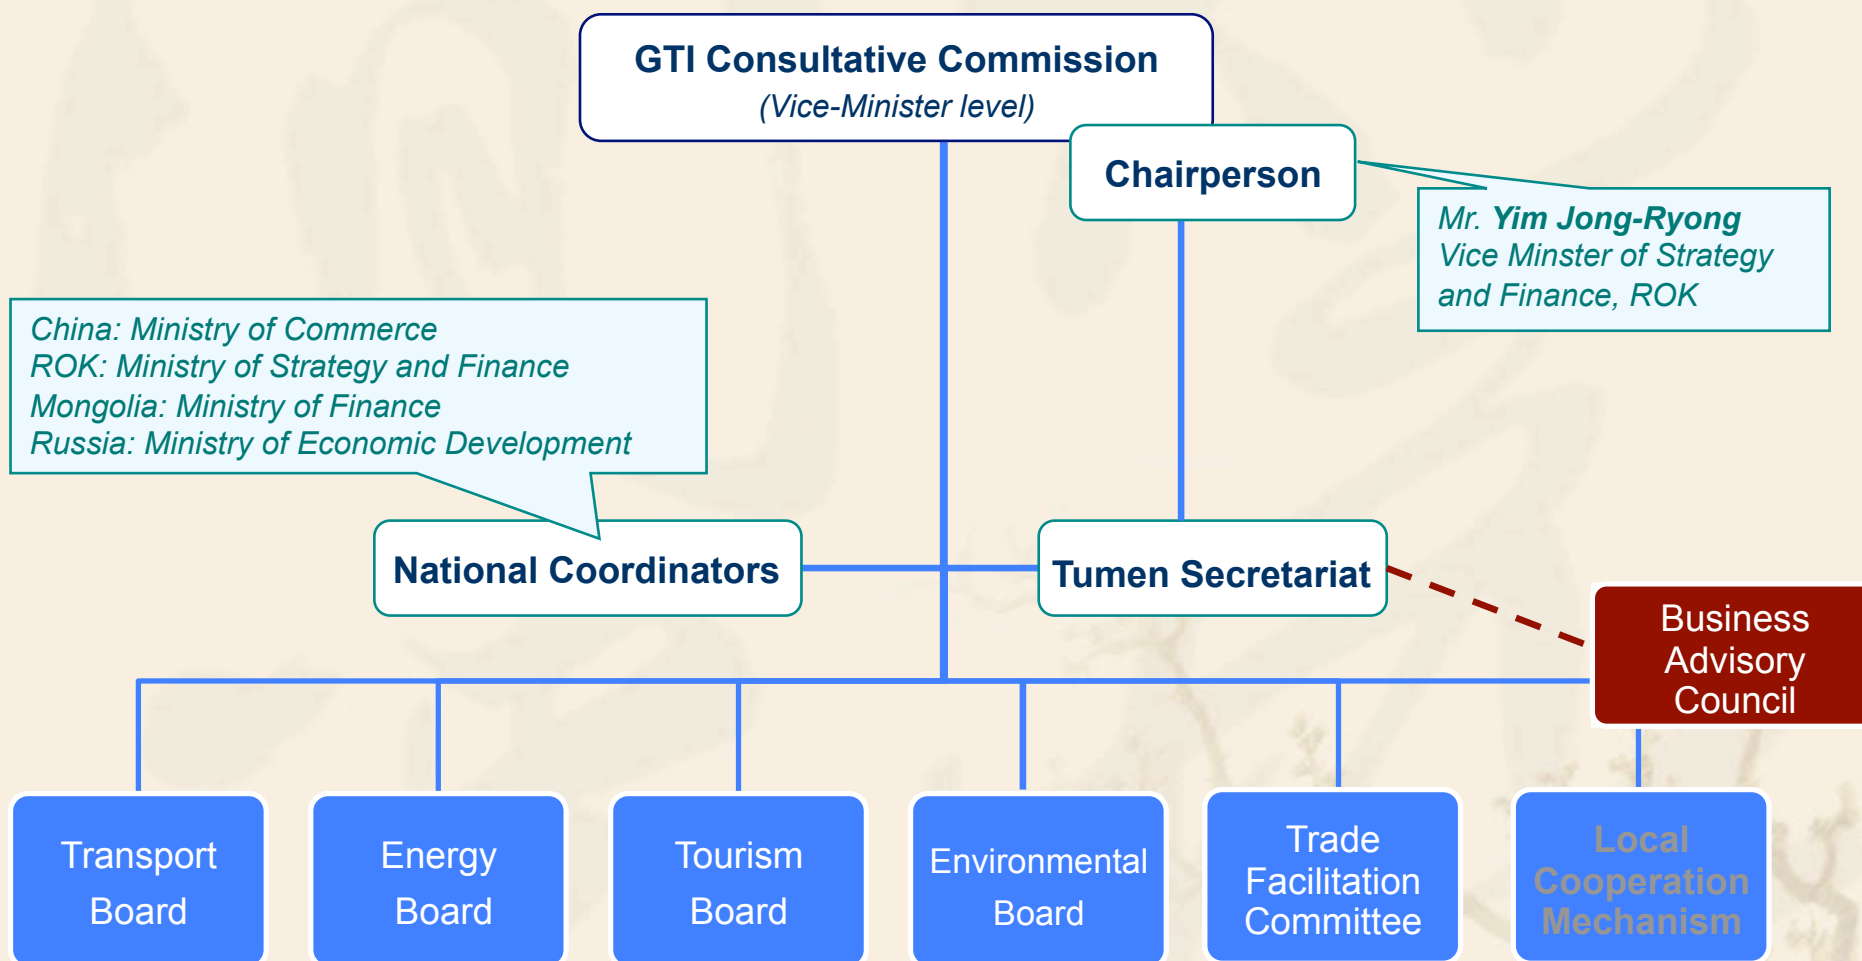 GTI Consultative Commission
(Vice-Minister level)
Chairperson
Mr. Yim Jong-Ryong
Vice Minster of Strategy
and Finance, ROK
China: Ministry of Commerce
ROK: Ministry of Strategy and Finance
Mongolia: Ministry of Finance
Russia: Ministry of Economic Development
National Coordinators
Tumen Secretariat
Business
Advisory
Council
Transport
Board
Energy
Board
Tourism
Board
Environmental
Board
Trade
Facilitation
Committee
Local
Cooperation
Mechanism